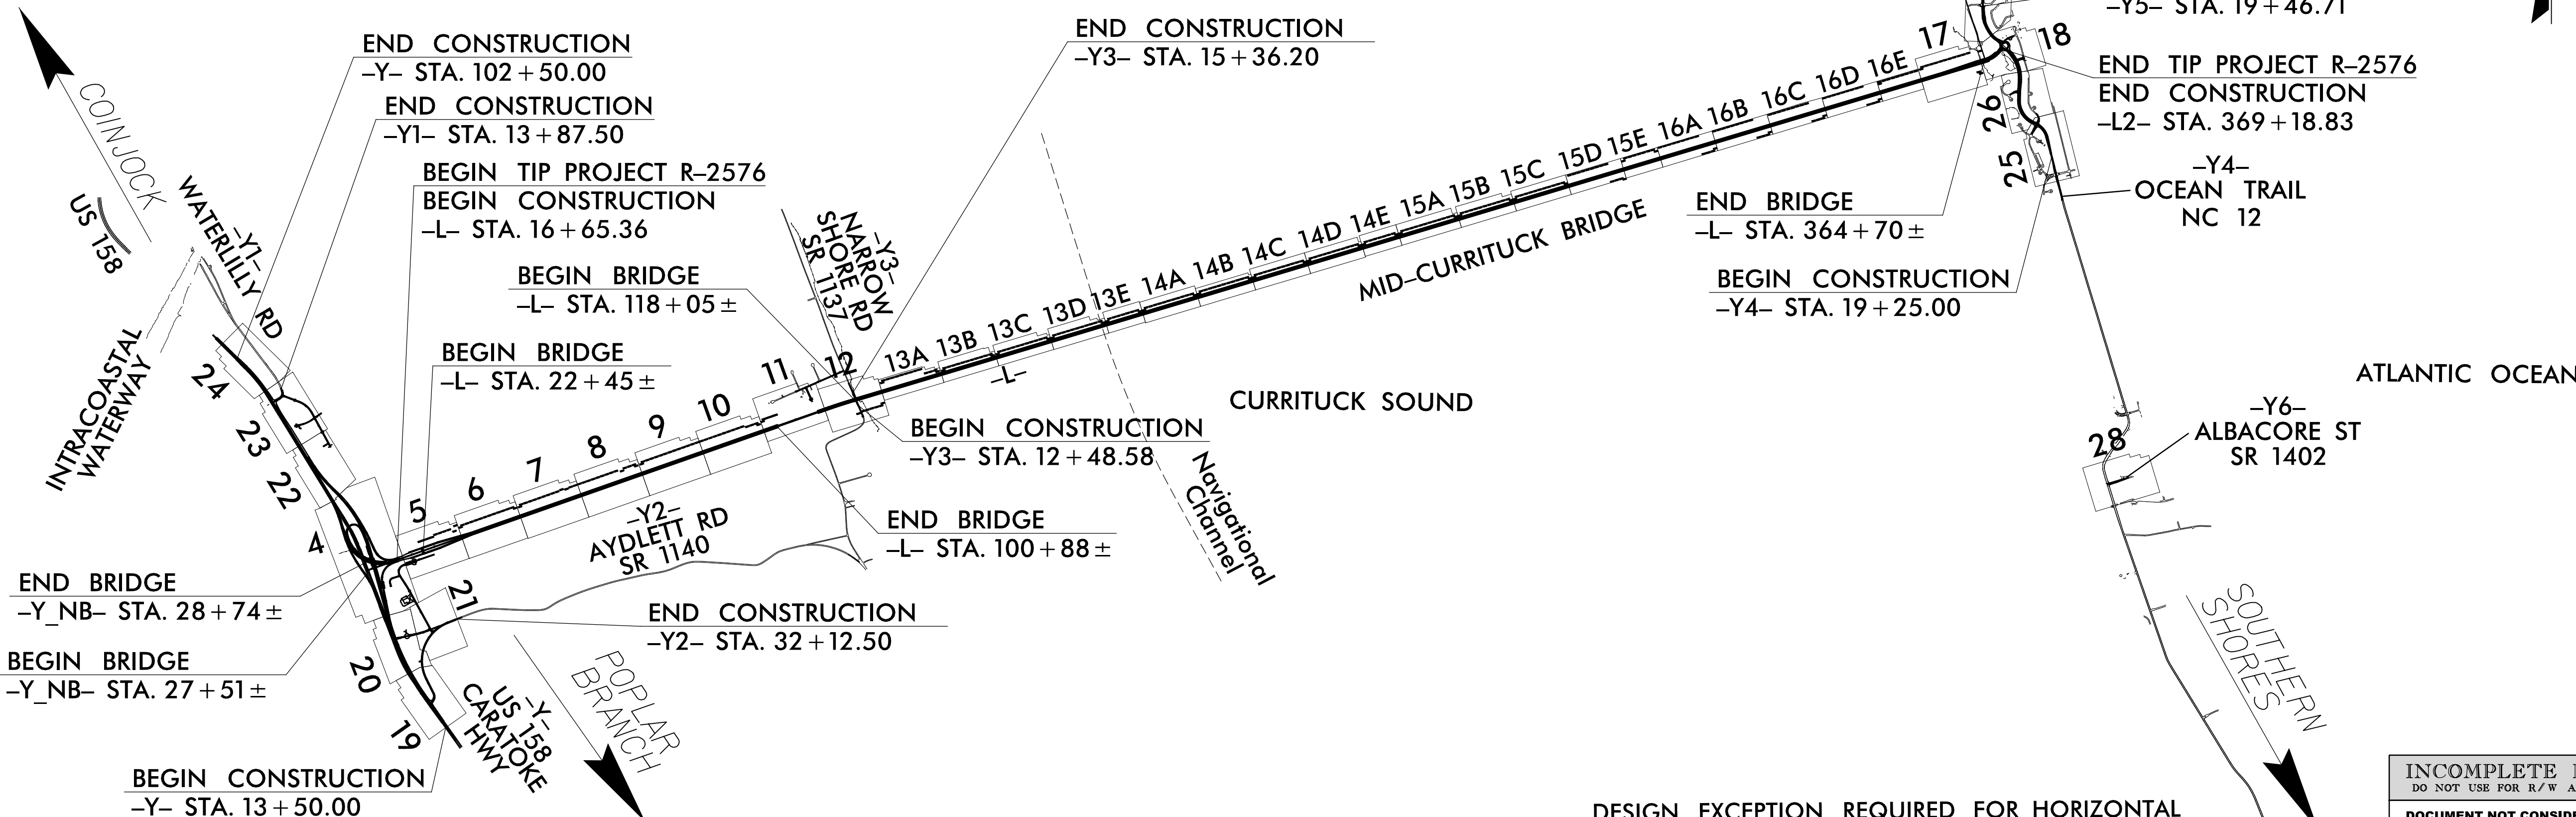 END CONSTRUCTION
–Y– STA. 102+50.00
END CONSTRUCTION
–Y1– STA. 13+87.50
BEGIN TIP PROJECT R–2576
BEGIN CONSTRUCTION
–L– STA. 16+65.36
BEGIN BRIDGE
–L– STA. 118+05±
BEGIN BRIDGE
–L– STA. 22+45±
END CONSTRUCTION
–Y3– STA. 15+36.20
–Y5– STA. 19+46.71
END TIP PROJECT R–2576
END CONSTRUCTION
–L2– STA. 369+18.83
–Y4–
OCEAN TRAIL
NC 12
END BRIDGE
–L– STA. 364+70±
BEGIN CONSTRUCTION
–Y4– STA. 19+25.00
COINJOCK
US 158
–Y1–
WATERLILLY RD
INTRACOASTAL
WATERWAY
–Y3–
NARROW
SHORE RD
SR 1137
24
23
22
4
5
6
7
8
9
10
11
12
13A
13B
13C
13D
13E
14A
14B
14C
14D
14E
15A
15B
15C
15D
15E
16A
16B
16C
16D
16E
17
18
26
25
28
21
20
19
–L–
MID–CURRITUCK BRIDGE
CURRITUCK SOUND
ATLANTIC OCEAN
–Y6–
ALBACORE ST
SR 1402
BEGIN CONSTRUCTION
–Y3– STA. 12+48.58
Navigational
Channel
END BRIDGE
–L– STA. 100+88±
–Y2–
AYDLETT RD
SR 1140
END BRIDGE
–Y_NB– STA. 28+74±
BEGIN BRIDGE
–Y_NB– STA. 27+51±
END CONSTRUCTION
–Y2– STA. 32+12.50
POPLAR
BRANCH
–Y–
US 158
CARATOKE
HWY
BEGIN CONSTRUCTION
–Y– STA. 13+50.00
SOUTHERN
SHORES
DESIGN EXCEPTION REQUIRED FOR HORIZONTAL
INCOMPLETE
DO NOT USE FOR R/W
DOCUMENT NOT